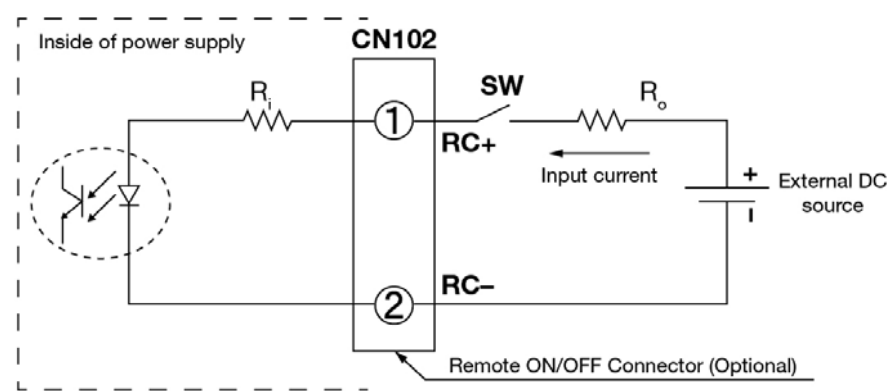 Inside of power supply
CN102
Ri
1
SW
Ro
RC+
Input current
+
External DC
source
2
RC–
Remote ON/OFF Connector (Optional)